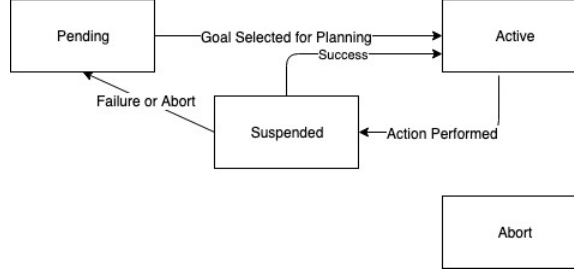 Pending
Goal Selected for Planning
Active
Success
Failure or Abort
Suspended
Action Performed
Abort